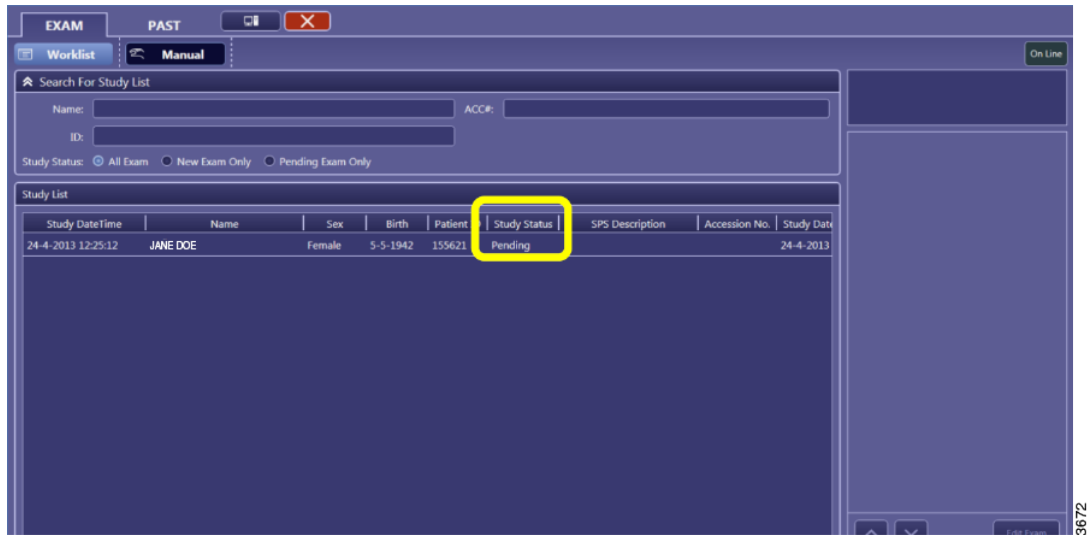 EXAM PAST
Worklist Manual On Line
Search For Study List
Name: ACC#:
ID:
Study Status: All Exam New Exam Only Pending Exam Only
Study List
Study DateTime Name Sex Birth Patient Study Status SPS Description Accession No. Study Date
24-4-2013 12:25:12 JANE DOE Female 5-5-1942 155621 Pending 24-4-2013
Edit Exam
3672